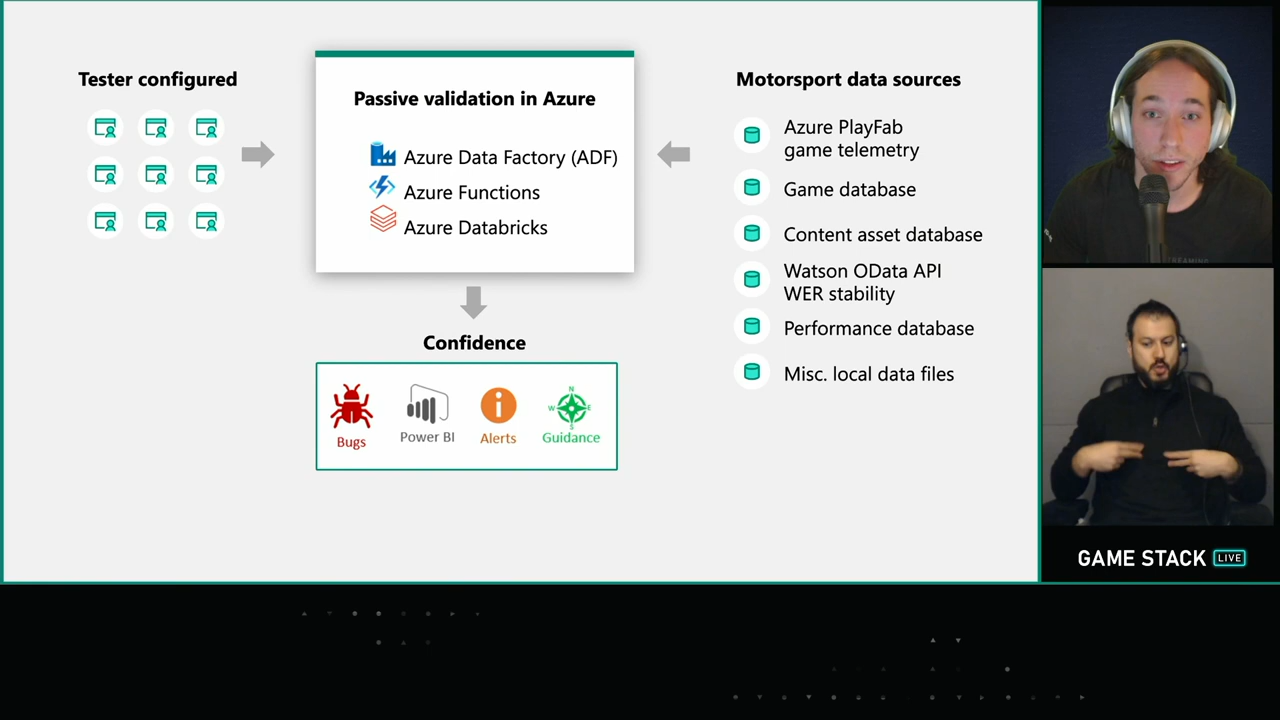 Tester configured
Passive validation in Azure
Azure Data Factory (ADF)
Azure Functions
Azure Databricks
Confidence
Bugs
Power BI
Alerts
N
W
E
S
Guidance
Motorsport data sources
Azure PlayFab
game telemetry
Game database
Content asset database
Watson OData API
WER stability
Performance database
Misc. local data files
GAME STACK LIVE